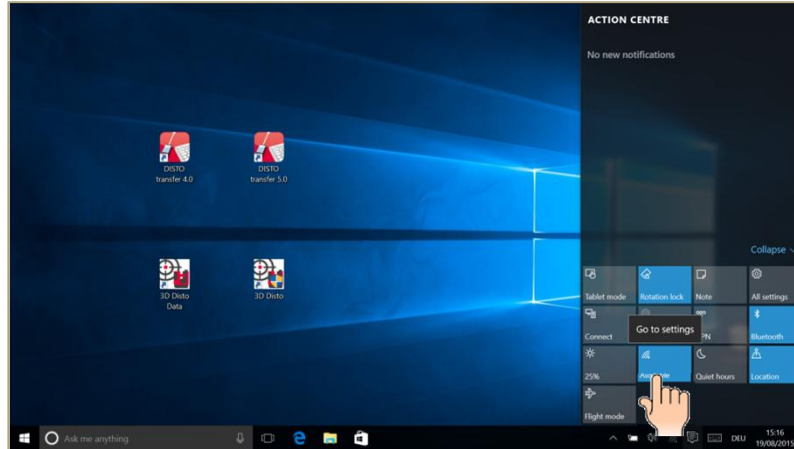 ACTION CENTRE
No new notifications
DISTO
transfer 4.0
DISTO
transfer 5.0
Collapse
3D Disto
Data
3D Disto
Tablet mode
Rotation lock
Note
All settings
Go to settings
Connect
Bluetooth
25%
Quiet hours
Location
Flight mode
Ask me anything
DEU
15:16
19/08/2015